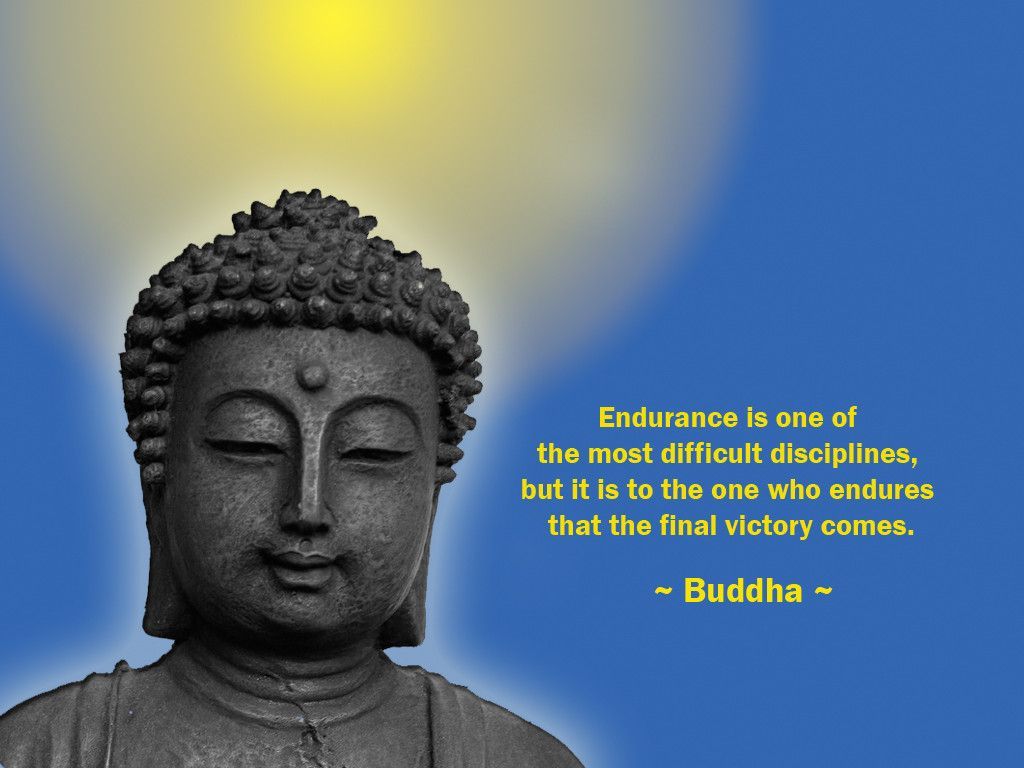 Endurance is one of
the most difficult disciplines,
but it is to the one who endures
that the final victory comes.
~ Buddha ~